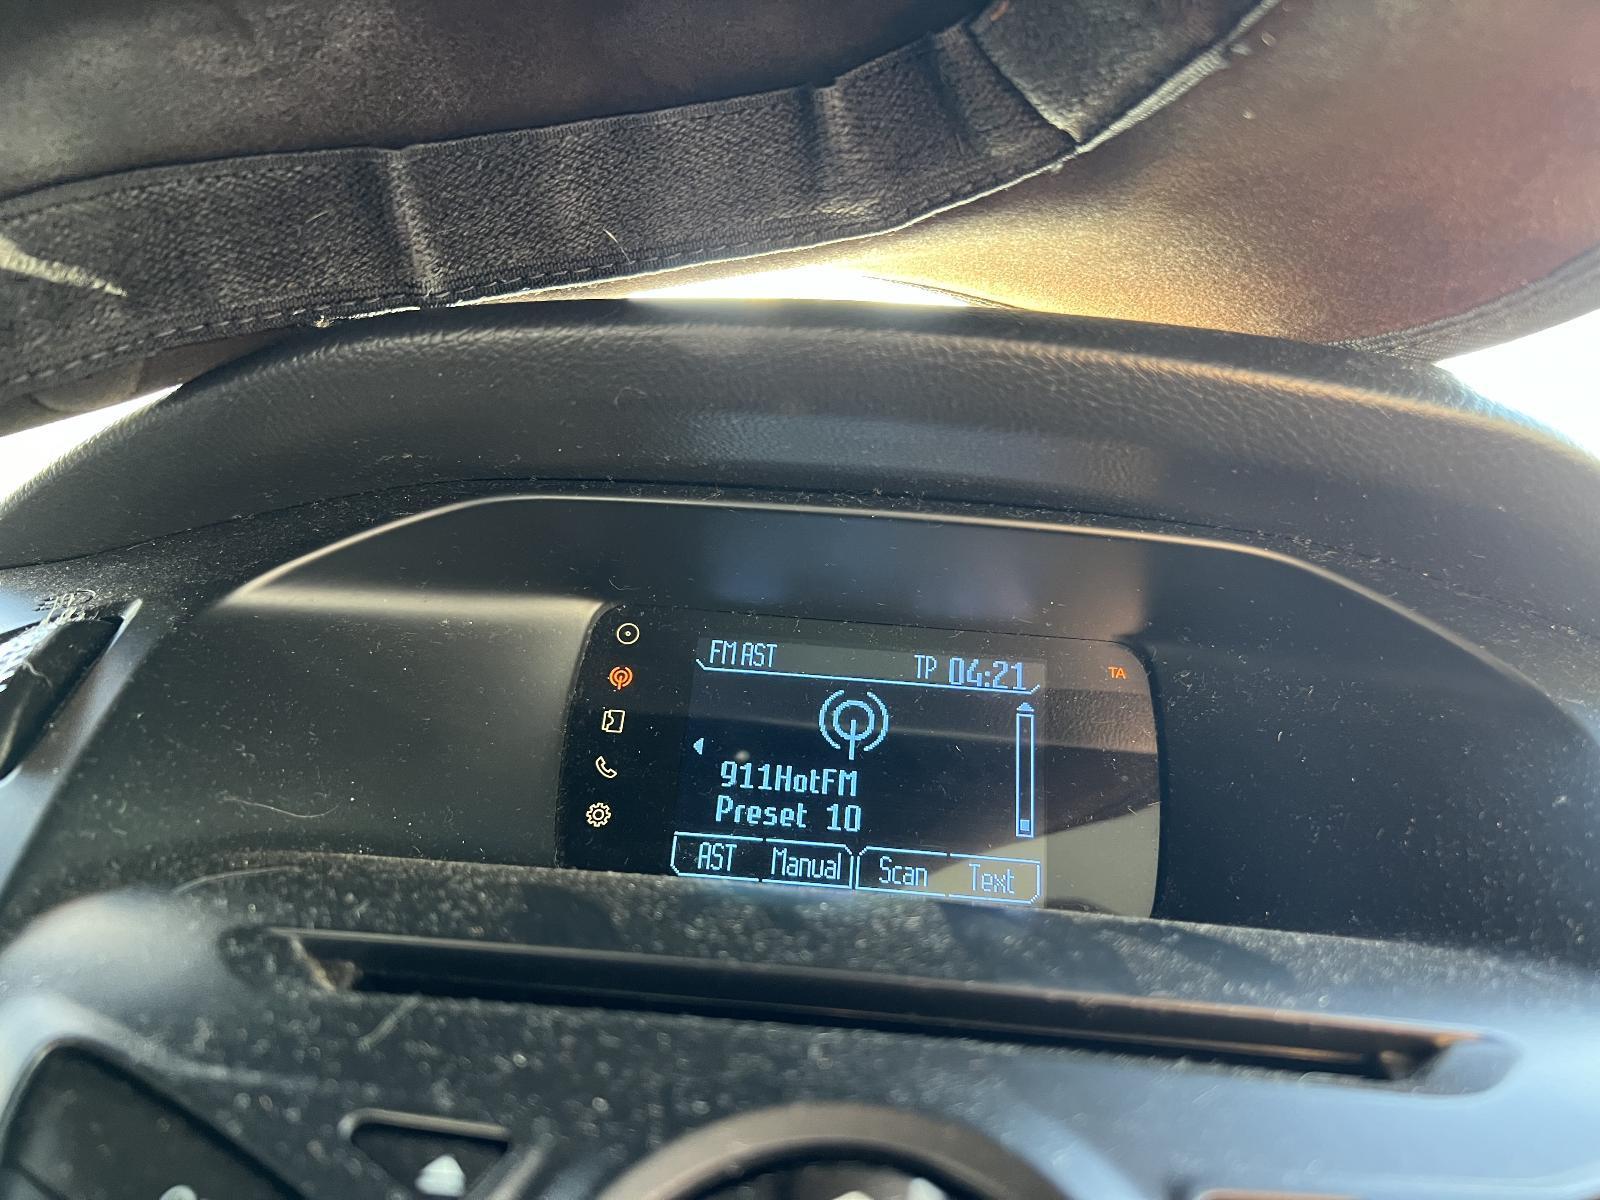 FM AST TP 04:21
TA
911HotFM
Preset 10
AST Manual Scan Text